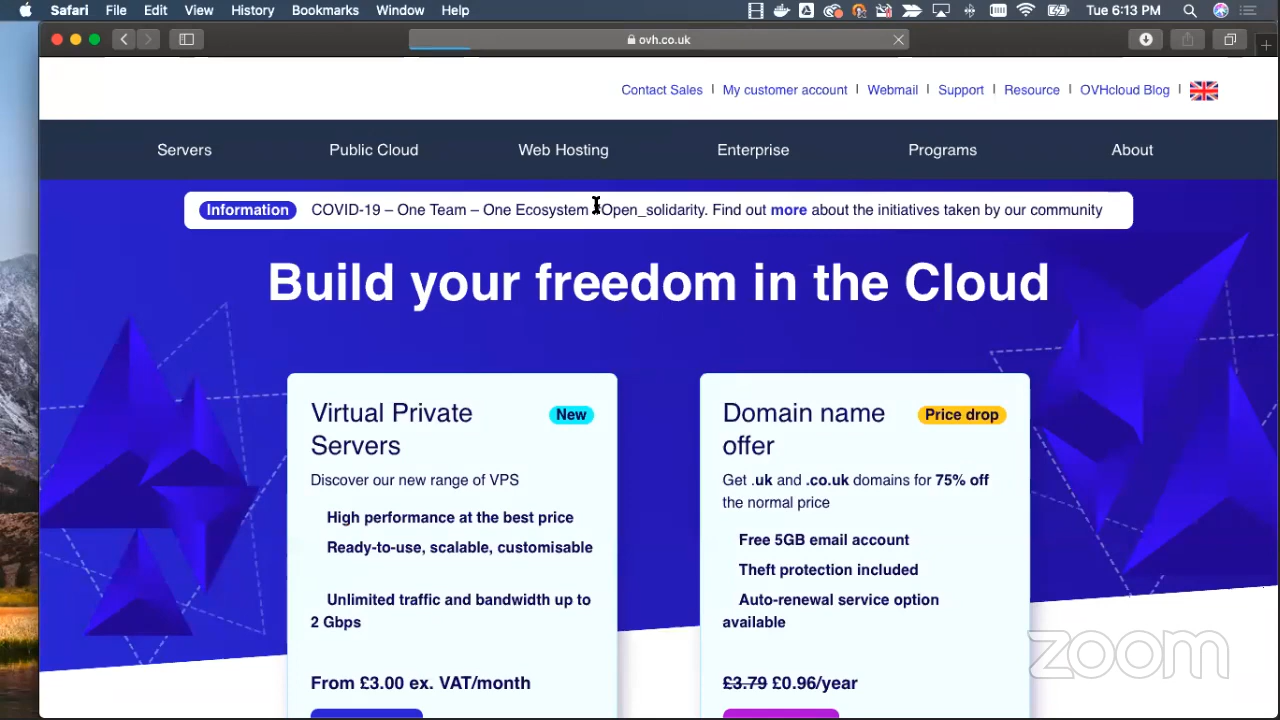 Safari File Edit View History Bookmarks Window Help Tue 6:13 PM
ovh.co.uk
Contact Sales | My customer account | Webmail | Support | Resource | OVHcloud Blog |
Servers Public Cloud Web Hosting Enterprise Programs About
Information COVID-19 – One Team – One Ecosystem #Open_solidarity. Find out more about the initiatives taken by our community
Build your freedom in the Cloud
Virtual Private
Servers
New
Discover our new range of VPS
High performance at the best price
Ready-to-use, scalable, customisable
Unlimited traffic and bandwidth up to
2 Gbps
From £3.00 ex. VAT/month
Domain name
offer
Price drop
Get .uk and .co.uk domains for 75% off
the normal price
Free 5GB email account
Theft protection included
Auto-renewal service option
available
£3.79 £0.96/year
zoom